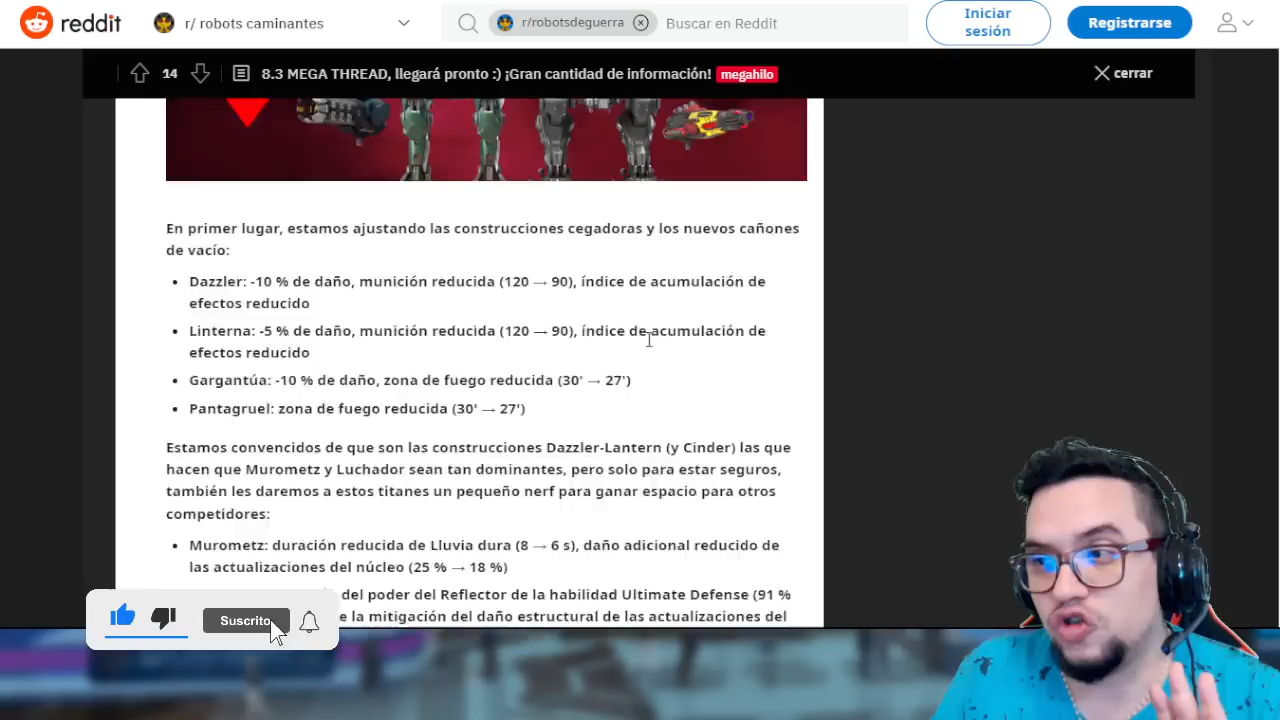 reddit
r/ robots caminantes
r/robotsdeguerra
Buscar en Reddit
Iniciar
sesión
Registrarse
14
8.3 MEGA THREAD, llegará pronto :) ¡Gran cantidad de información!
megahilo
cerrar
En primer lugar, estamos ajustando las construcciones cegadoras y los nuevos cañones
de vacío:
• Dazzler: -10 % de daño, munición reducida (120 → 90), índice de acumulación de
efectos reducido
• Linterna: -5 % de daño, munición reducida (120 → 90), índice de acumulación de
efectos reducido
• Gargantúa: -10 % de daño, zona de fuego reducida (30' → 27')
• Pantagruel: zona de fuego reducida (30' → 27')
Estamos convencidos de que son las construcciones Dazzler-Lantern (y Cinder) las que
hacen que Murometz y Luchador sean tan dominantes, pero solo para estar seguros,
también les daremos a estos titanes un pequeño nerf para ganar espacio para otros
competidores:
• Murometz: duración reducida de Lluvia dura (8 → 6 s), daño adicional reducido de
las actualizaciones del núcleo (25 % → 18 %)
del poder del Reflector de la habilidad Ultimate Defense (91 %
e la mitigación del daño estructural de las actualizaciones del
Suscrito